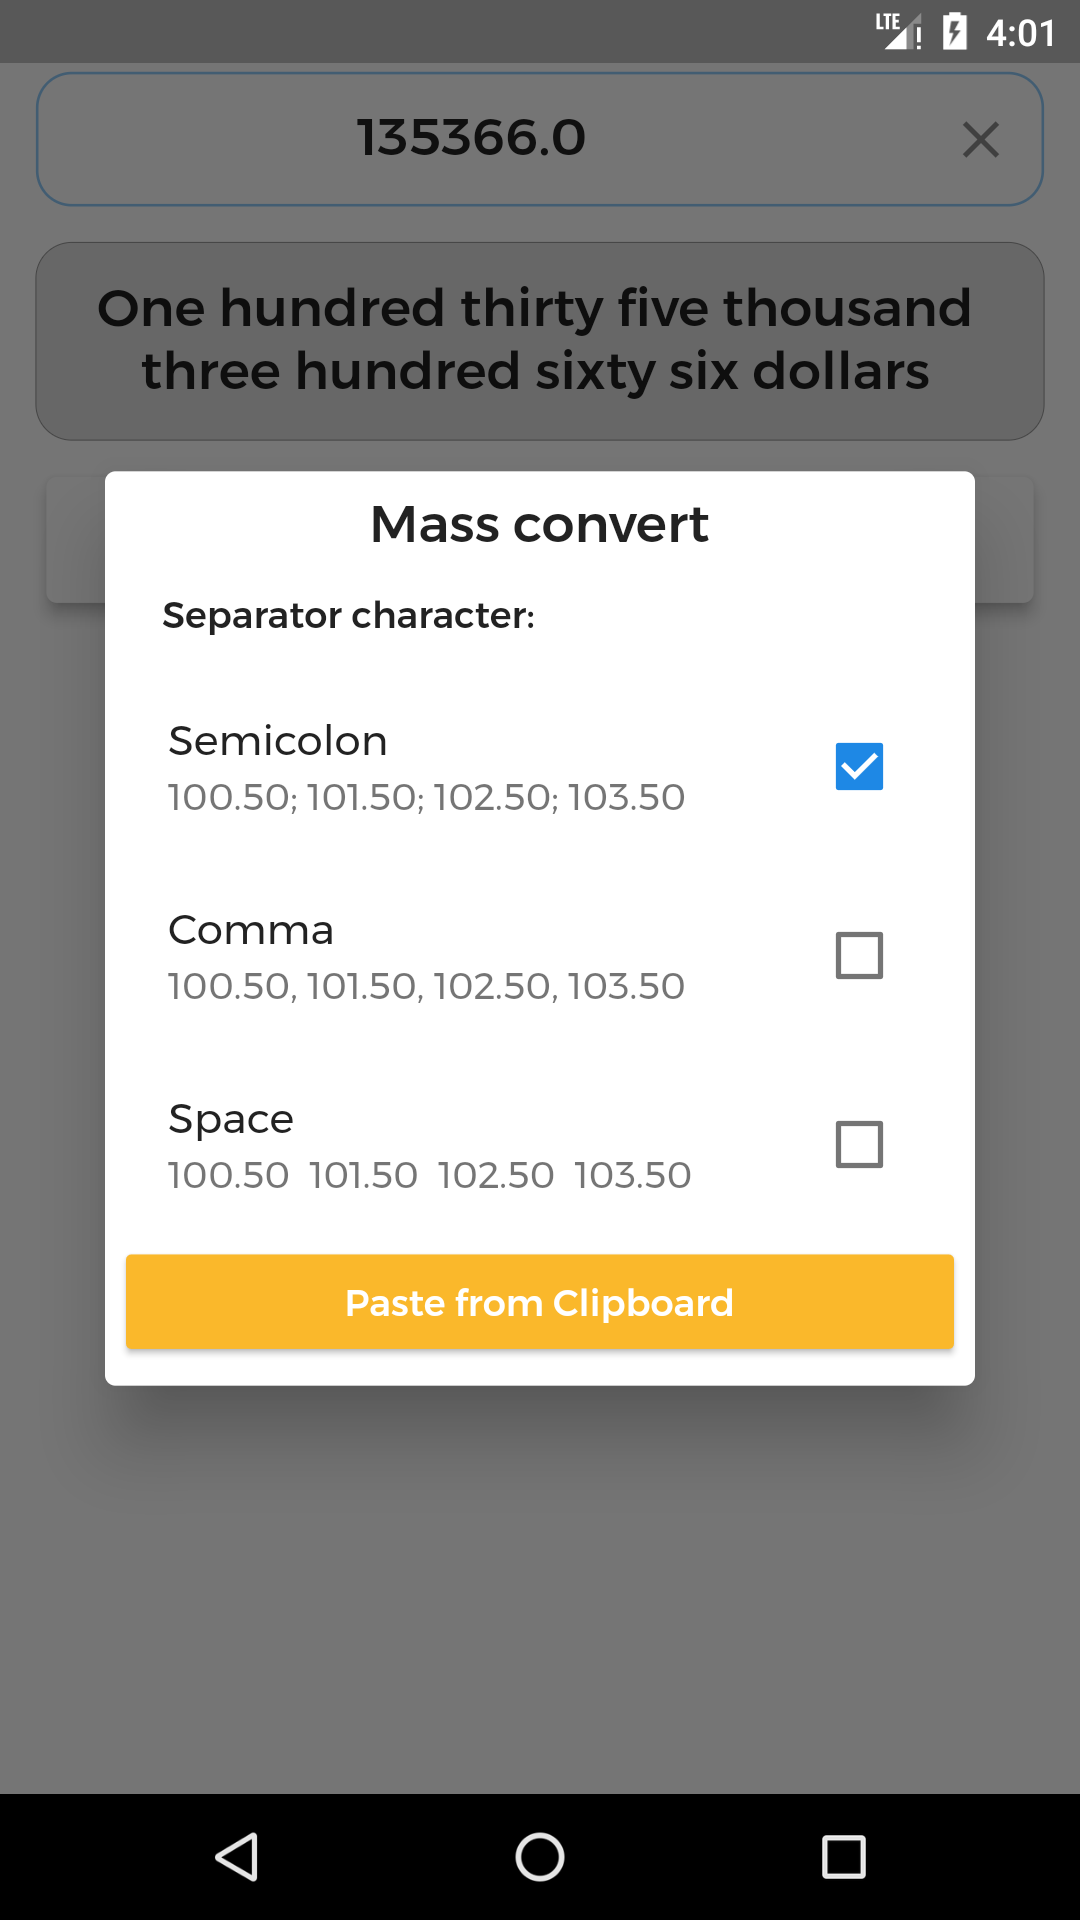 LTE 4:01
135366.0
One hundred thirty five thousand
three hundred sixty six dollars
Mass convert
Separator character:
Semicolon
100.50; 101.50; 102.50; 103.50
Comma
100.50, 101.50, 102.50, 103.50
Space
100.50  101.50  102.50  103.50
Paste from Clipboard